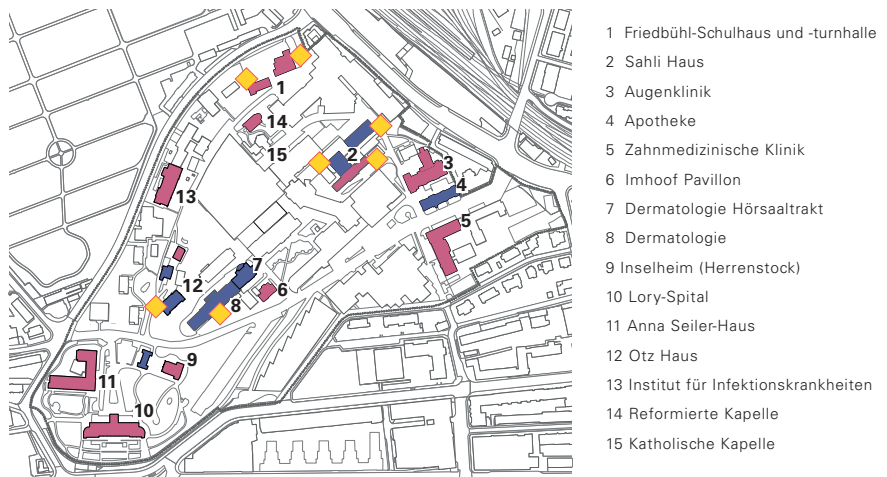 1
14
15
2
3
4
13
5
7
12
8
6
9
11
10
1 Friedbühl-Schulhaus und -turnhalle
2 Sahli Haus
3 Augenklinik
4 Apotheke
5 Zahnmedizinische Klinik
6 Imhoof Pavillon
7 Dermatologie Hörsaaltrakt
8 Dermatologie
9 Inselheim (Herrenstock)
10 Lory-Spital
11 Anna Seiler-Haus
12 Otz Haus
13 Institut für Infektionskrankheiten
14 Reformierte Kapelle
15 Katholische Kapelle